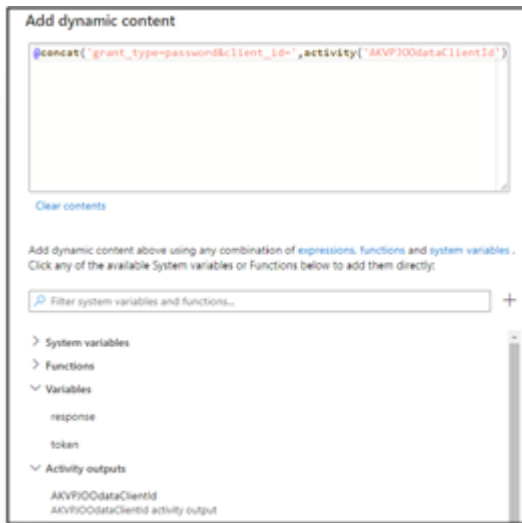 Add dynamic content
@concat('grant_type=password&client_id=',activity('AKVPJOOdataClientId')
Clear contents
Add dynamic content above using any combination of expressions, functions and system variables .
Click any of the available System variables or Functions below to add them directly:
Filter system variables and functions...
System variables
Functions
Variables
response
token
Activity outputs
AKVPJOOdataClientId
AKVPJOOdataClientId activity output